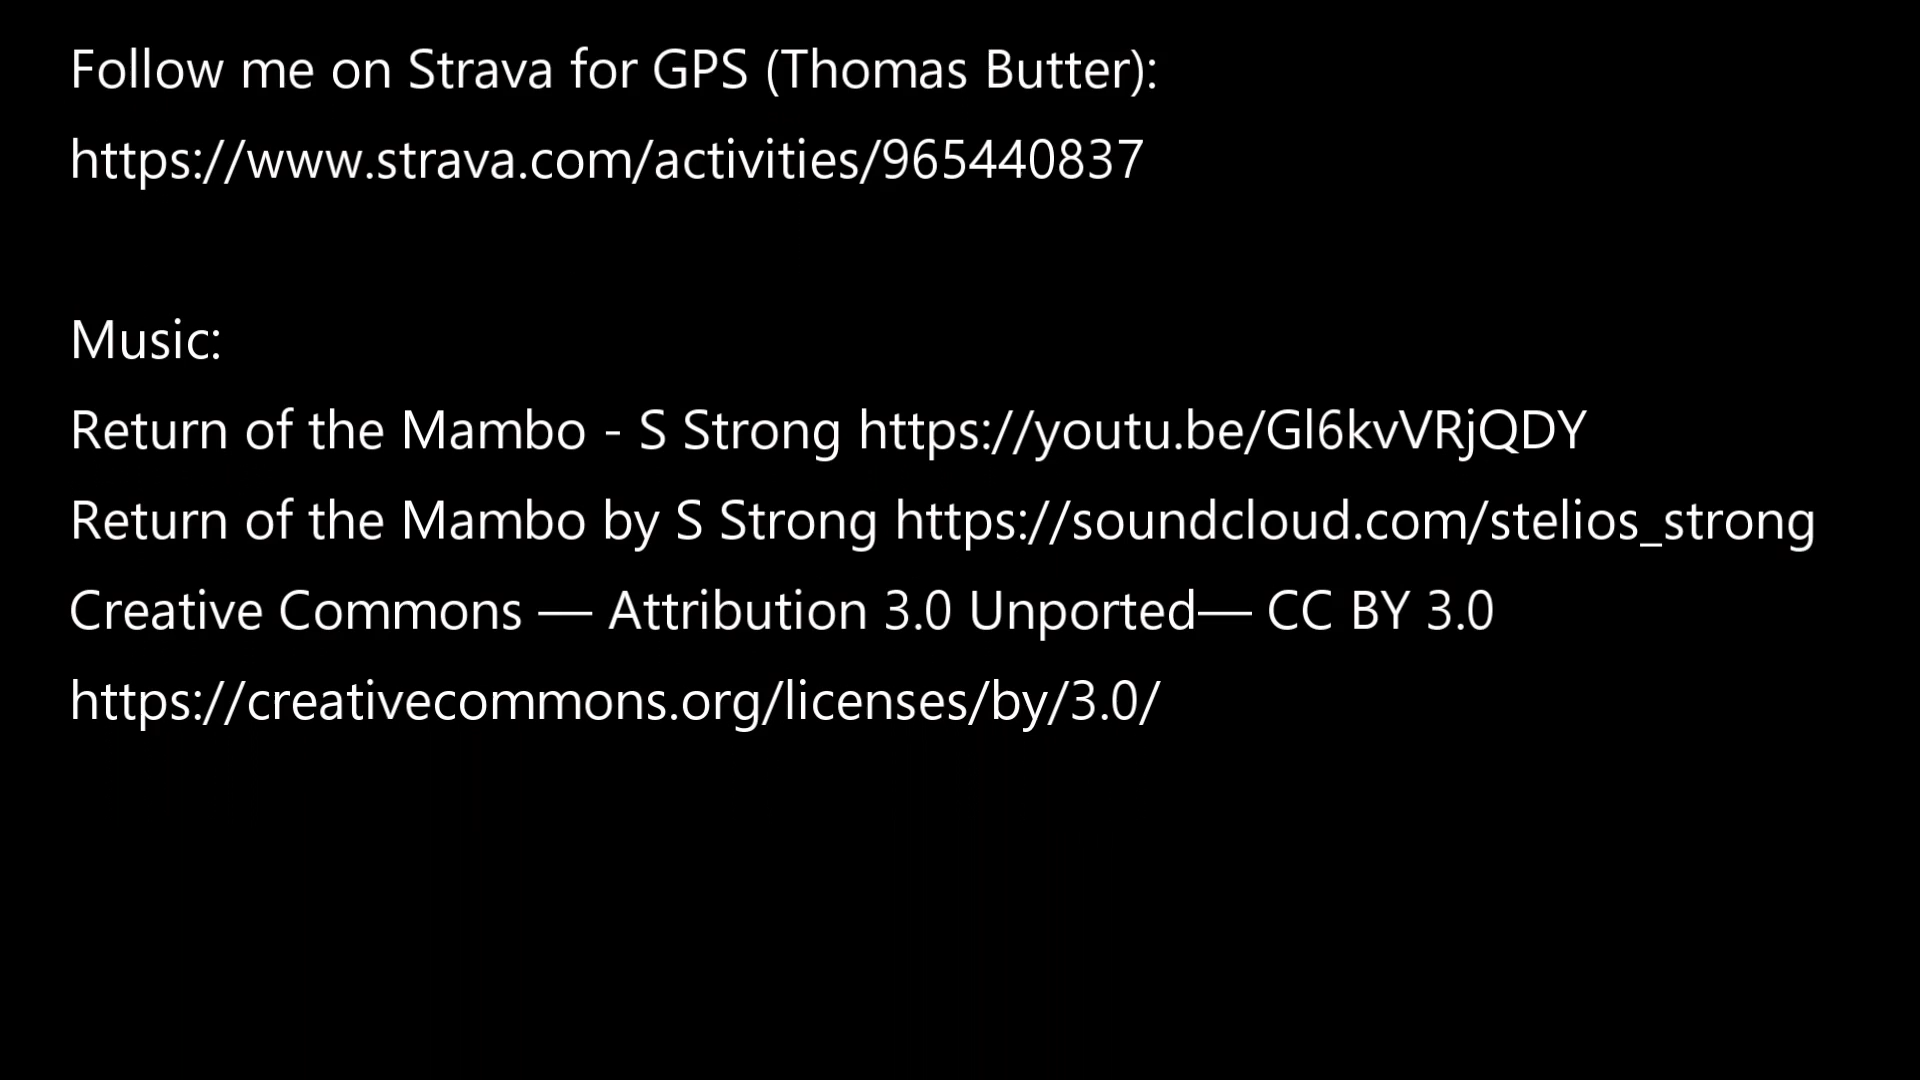 Follow me on Strava for GPS (Thomas Butter):
https://www.strava.com/activities/965440837
Music:
Return of the Mambo - S Strong https://youtu.be/Gl6kvVRjQDY
Return of the Mambo by S Strong https://soundcloud.com/stelios_strong
Creative Commons — Attribution 3.0 Unported— CC BY 3.0
https://creativecommons.org/licenses/by/3.0/